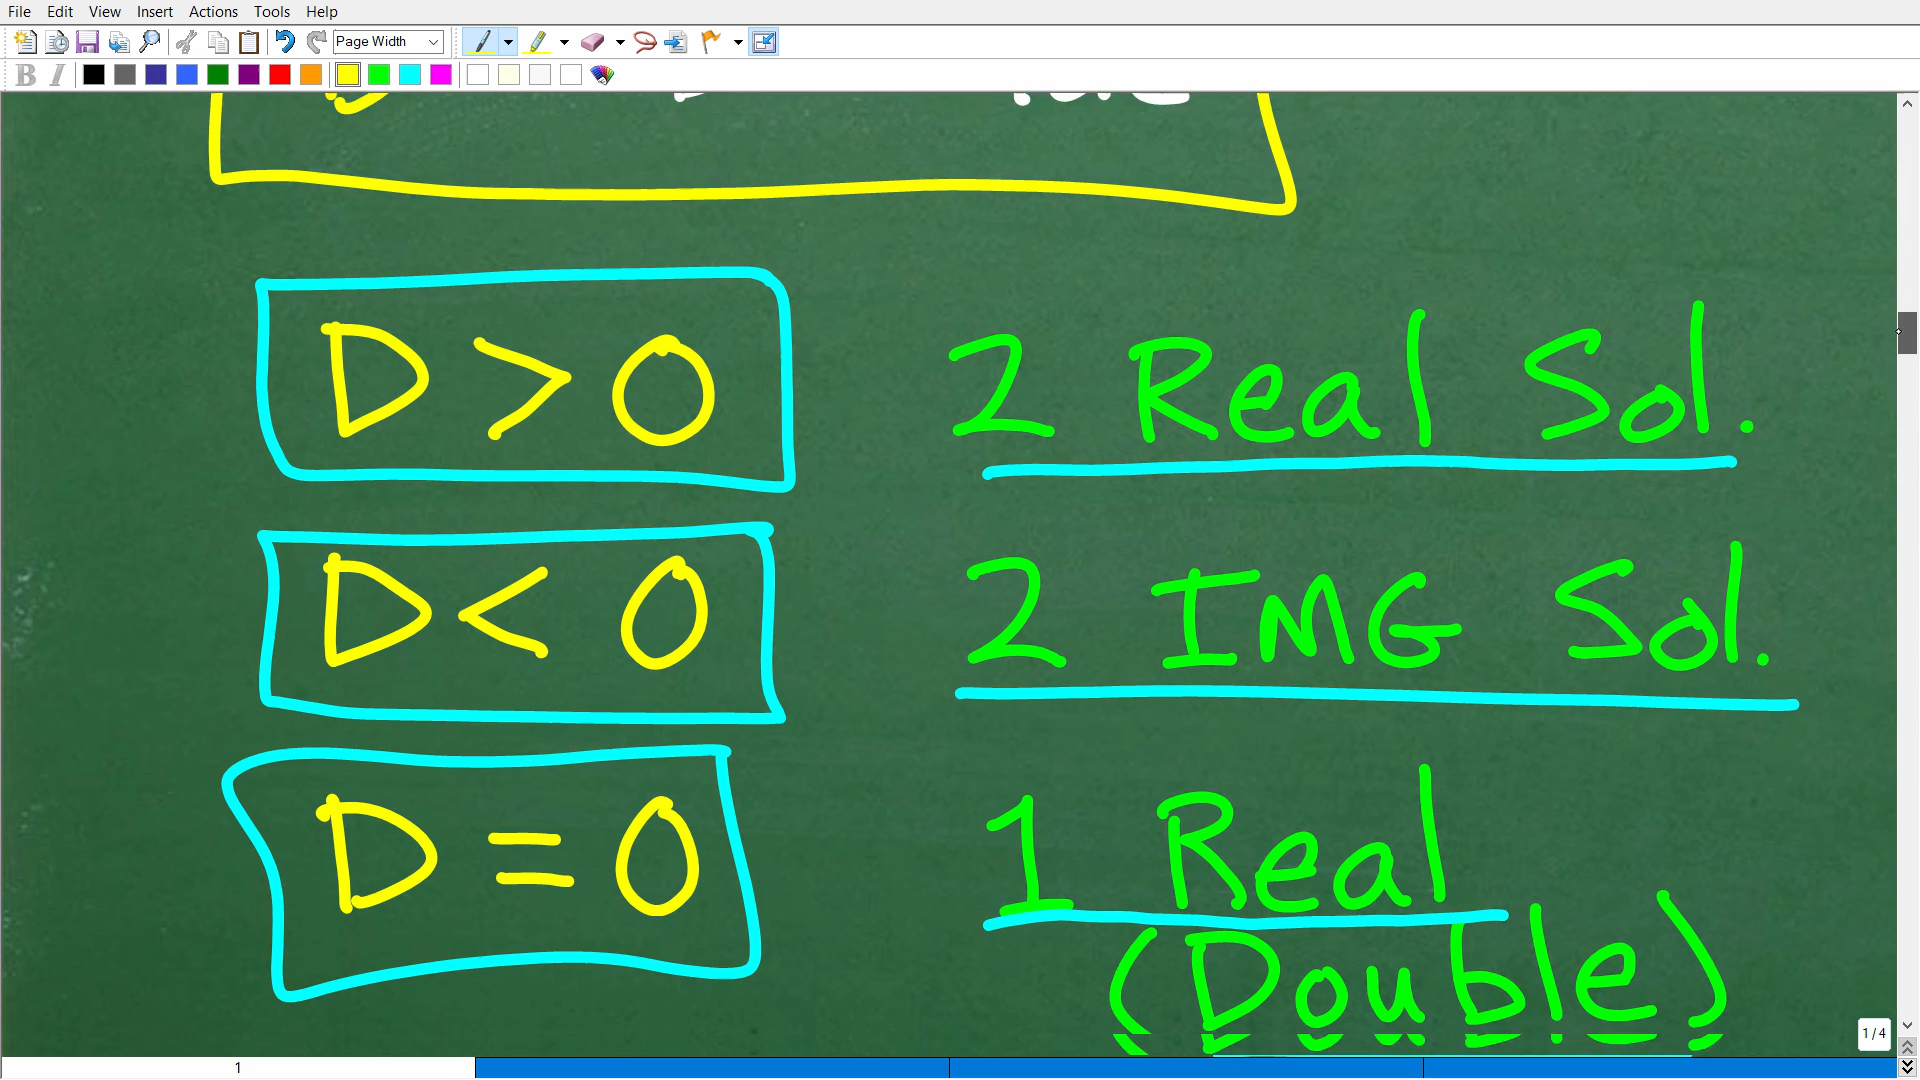 File Edit View Insert Actions Tools Help
Page Width
B I
D > 0 2 Real Sol.
D < 0 2 IMG Sol.
D = 0 1 Real
(Double)
1 / 4
1